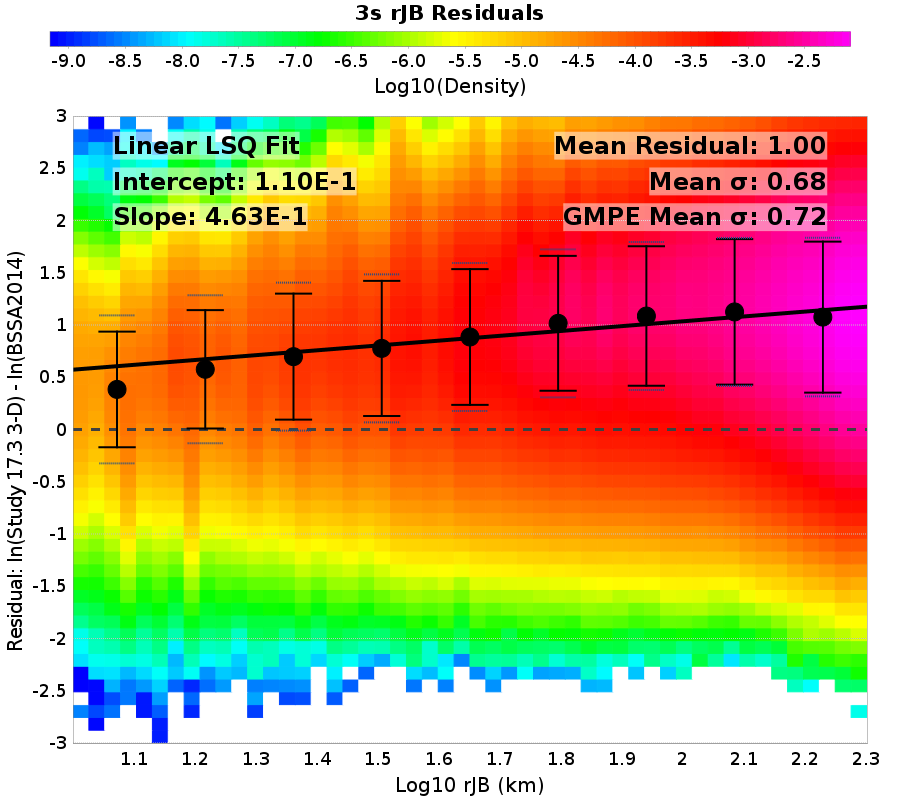 3s rJB Residuals
-9.0 -8.5 -8.0 -7.5 -7.0 -6.5 -6.0 -5.5 -5.0 -4.5 -4.0 -3.5 -3.0 -2.5
Log10(Density)
Linear LSQ Fit
Intercept: 1.10E-1
Slope: 4.63E-1
Mean Residual: 1.00
Mean σ: 0.68
GMPE Mean σ: 0.72
Residual: ln(Study 17.3 3-D) - ln(BSSA2014)
3
2.5
2
1.5
1
0.5
0
-0.5
-1
-1.5
-2
-2.5
-3
1.1 1.2 1.3 1.4 1.5 1.6 1.7 1.8 1.9 2 2.1 2.2 2.3
Log10 rJB (km)